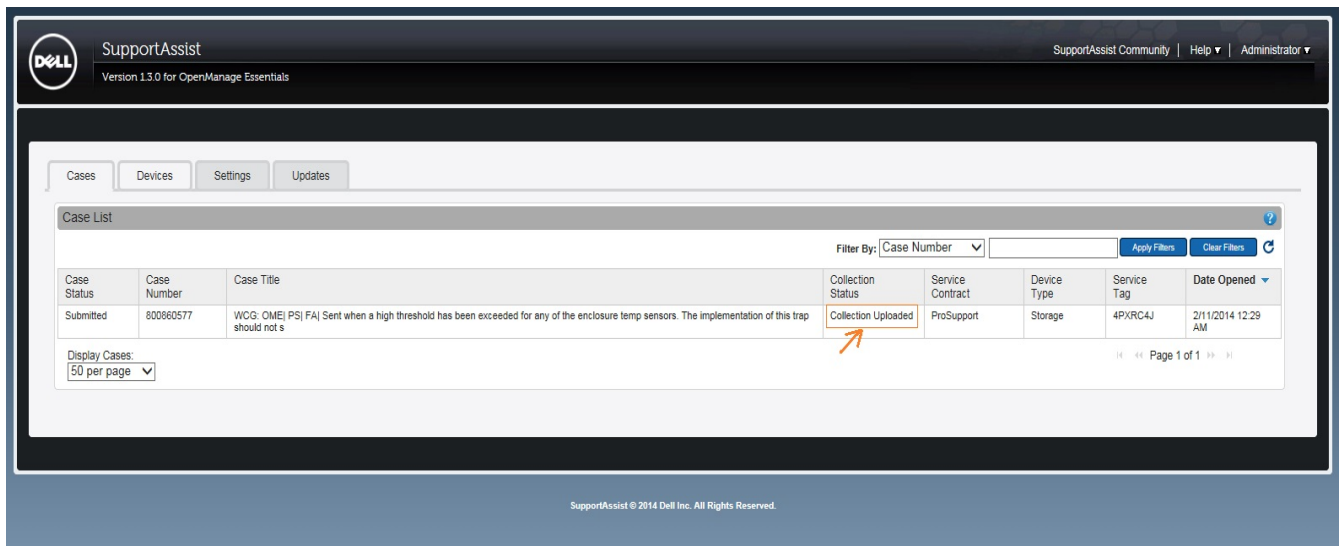 DELL
SupportAssist
Version 1.3.0 for OpenManage Essentials
SupportAssist Community | Help ▾ | Administrator ▾
Cases Devices Settings Updates
Case List
?
Filter By: Case Number Apply Filters Clear Filters
Case Status Case Number Case Title Collection Status Service Contract Device Type Service Tag Date Opened
Submitted 800860577 WCG: OME| PS| FA| Sent when a high threshold has been exceeded for any of the enclosure temp sensors. The implementation of this trap should not s Collection Uploaded ProSupport Storage 4PXRC4J 2/11/2014 12:29 AM
Display Cases:
50 per page
Page 1 of 1
SupportAssist © 2014 Dell Inc. All Rights Reserved.